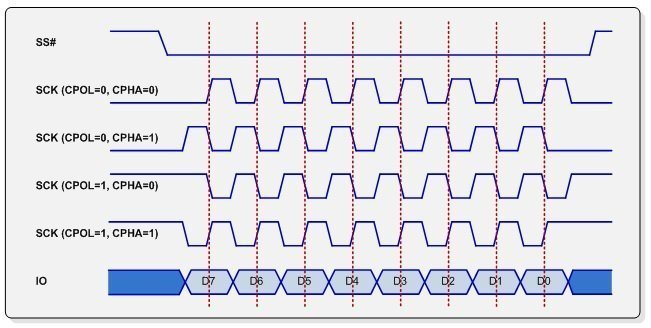 SS#
SCK (CPOL=0, CPHA=0)
SCK (CPOL=0, CPHA=1)
SCK (CPOL=1, CPHA=0)
SCK (CPOL=1, CPHA=1)
IO D7 D6 D5 D4 D3 D2 D1 D0